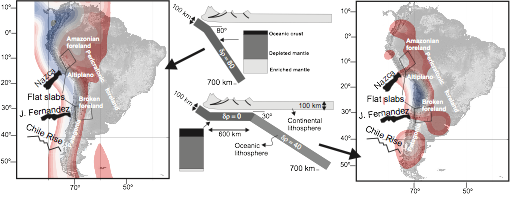 10°
0°
10°
20°
30°
40°
50°
Amazonian
foreland
Altiplano
Broken
foreland
Nazca
Flat slabs
J. Fernandez
Chile Rise
70°
50°
100 km
80°
δρ = 80
700 km
Oceanic crust
Depleted mantle
Enriched mantle
100 km
δρ = 0
30°
100 km
600 km
Continental
lithosphere
δρ = 40
Oceanic
lithosphere
700 km
10°
0°
10°
20°
30°
40°
50°
Amazonian
foreland
Altiplano
Broken
foreland
Nazca
Flat slabs
J. Fernandez
Chile Rise
70°
50°